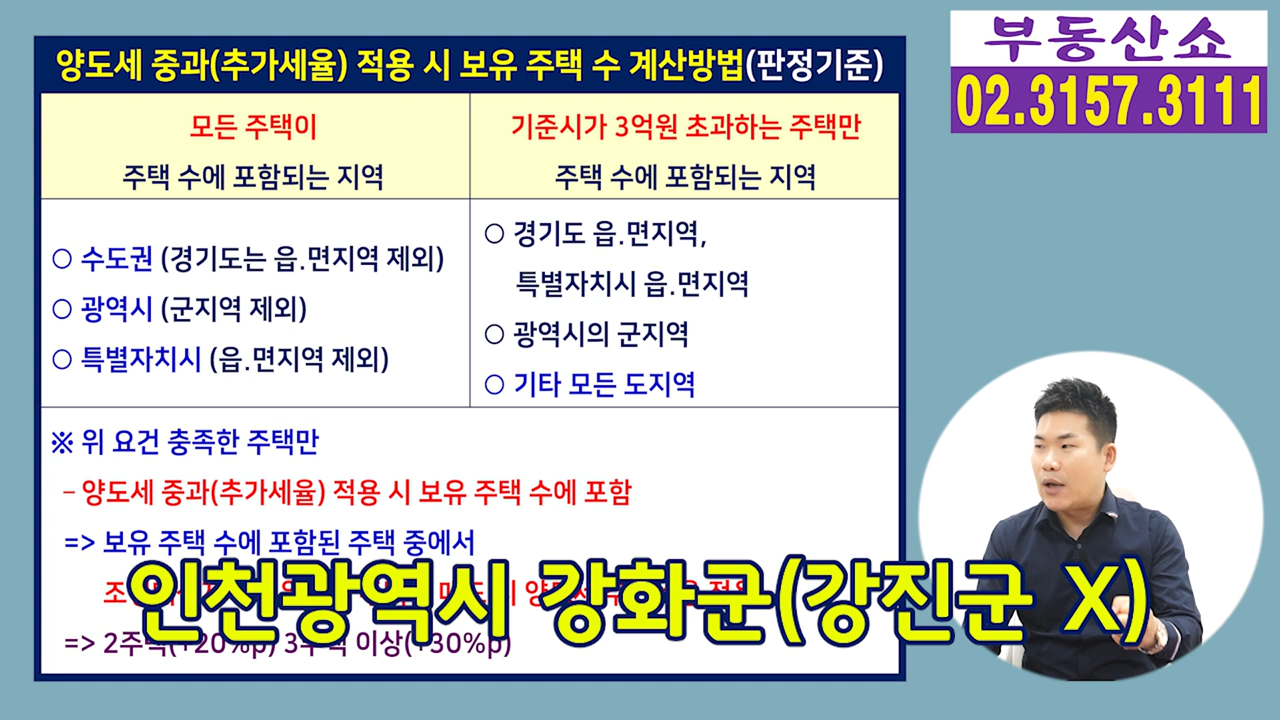 부동산쇼
02.3157.3111
양도세 중과(추가세율) 적용 시 보유 주택 수 계산방법(판정기준)
모든 주택이
주택 수에 포함되는 지역
기준시가 3억원 초과하는 주택만
주택 수에 포함되는 지역
○ 수도권 (경기도는 읍.면지역 제외)
○ 광역시 (군지역 제외)
○ 특별자치시 (읍.면지역 제외)
○ 경기도 읍.면지역,
특별자치시 읍.면지역
○ 광역시의 군지역
○ 기타 모든 도지역
※ 위 요건 충족한 주택만
- 양도세 중과(추가세율) 적용 시 보유 주택 수에 포함
=> 보유 주택 수에 포함된 주택 중에서
인천광역시 강화군(강진군 X)
=> 2주택(+20%p) 3주택 이상(+30%p)